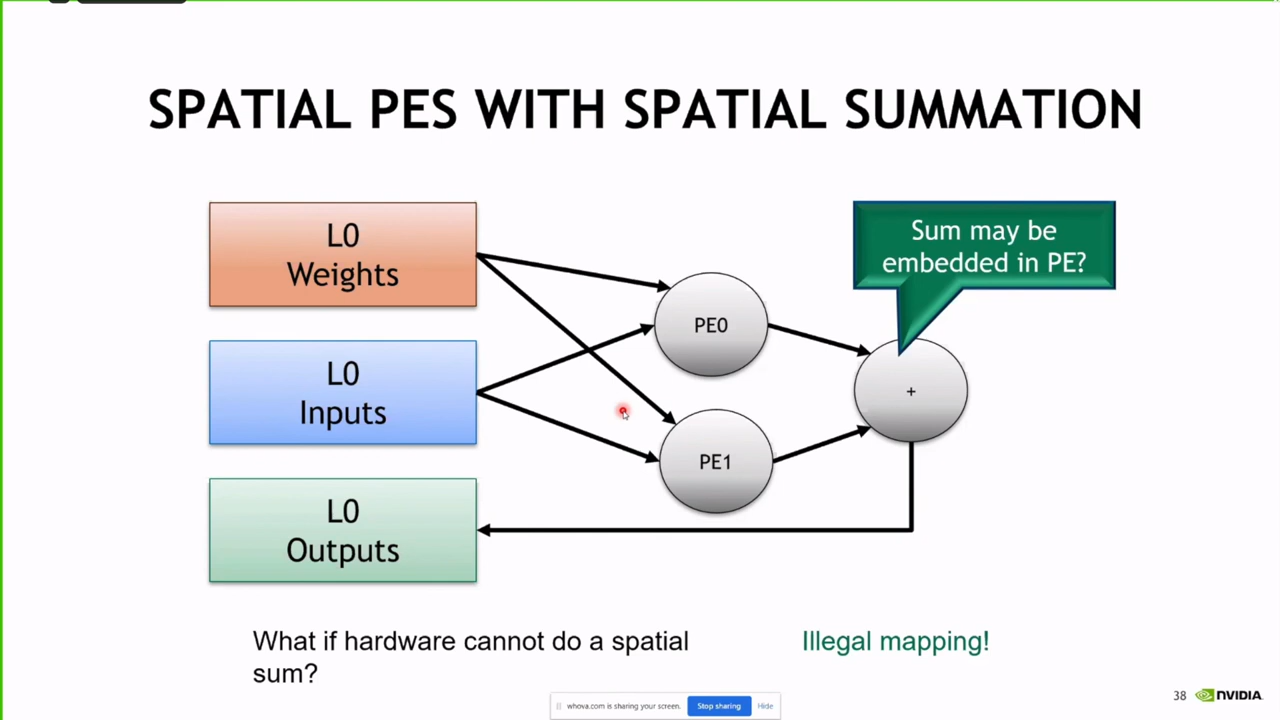 SPATIAL PES WITH SPATIAL SUMMATION
L0
Weights
Sum may be
embedded in PE?
PE0
L0
Inputs
+
PE1
L0
Outputs
What if hardware cannot do a spatial
sum?
Illegal mapping!
38
NVIDIA.
whova.com is sharing your screen.
Stop sharing
Hide